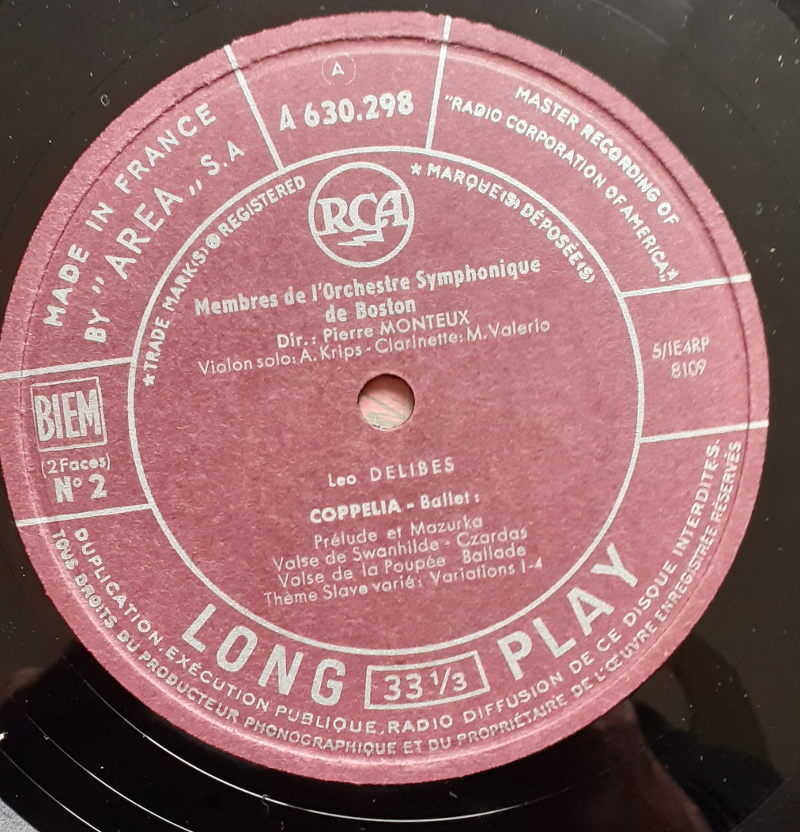 A
A 630.298
MADE IN FRANCE
BY "AREA„ S.A
MASTER RECORDING OF
"RADIO CORPORATION OF AMERICA"
★TRADE MARK(S)®REGISTERED
★MARQUE(S) DÉPOSÉE(S)
RCA
Membres de l'Orchestre Symphonique
de Boston
Dir.: Pierre MONTEUX
Violon solo: A. Krips - Clarinette: M. Valerio
5/1E4RP
8109
BIEM
(2 Faces)
N° 2
Leo DELIBES
COPPELIA - Ballet :
Prélude et Mazurka
Valse de Swanhilde - Czardas
Valse de la Poupée Ballade
Thème Slave varié: Variations 1-4
LONG 33 1/3 PLAY
DUPLICATION, EXÉCUTION PUBLIQUE, RADIO DIFFUSION DE CE DISQUE INTERDITES.
TOUS DROITS DU PRODUCTEUR PHONOGRAPHIQUE ET DU PROPRIÉTAIRE DE L'ŒUVRE ENREGISTRÉE RÉSERVÉS